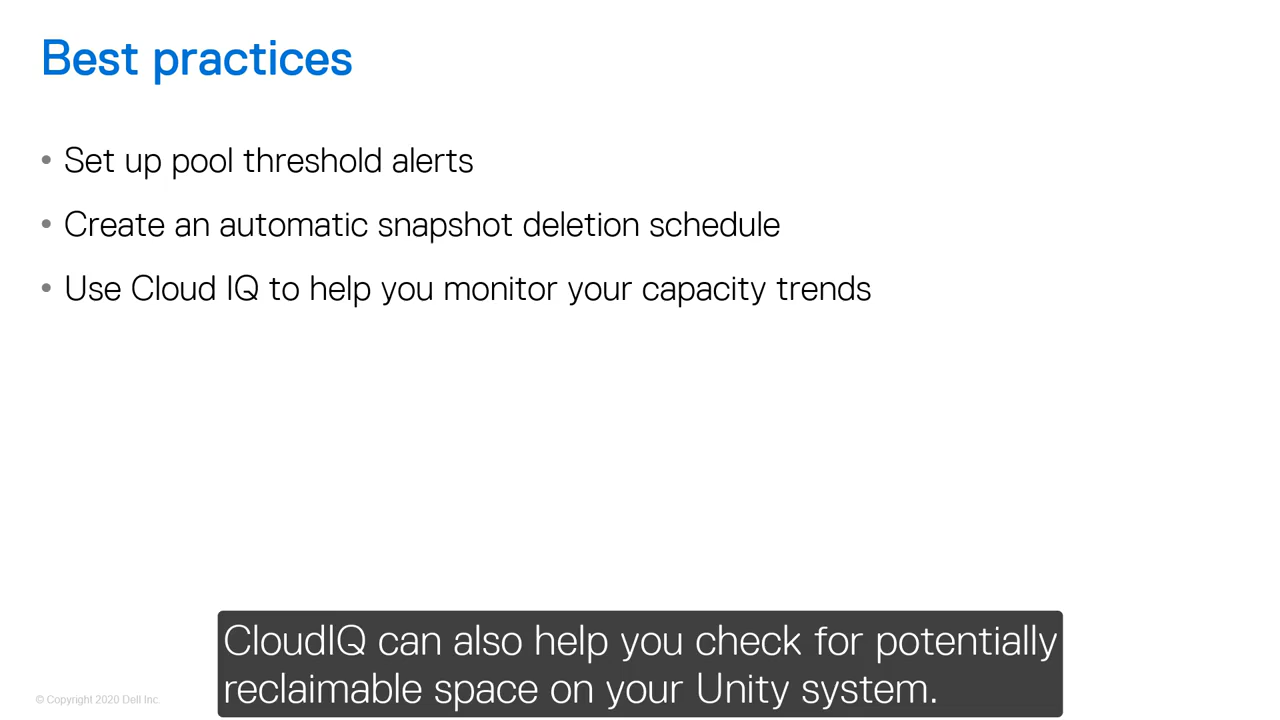 Best practices
• Set up pool threshold alerts
• Create an automatic snapshot deletion schedule
• Use Cloud IQ to help you monitor your capacity trends
CloudIQ can also help you check for potentially
reclaimable space on your Unity system.
© Copyright 2020 Dell Inc.